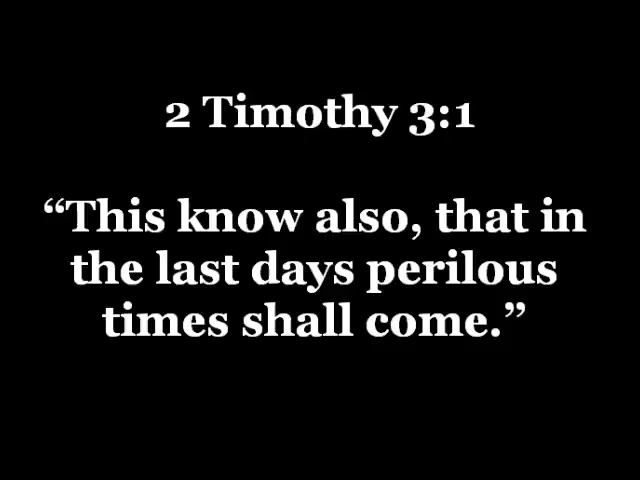 2 Timothy 3:1
“This know also, that in
the last days perilous
times shall come.”